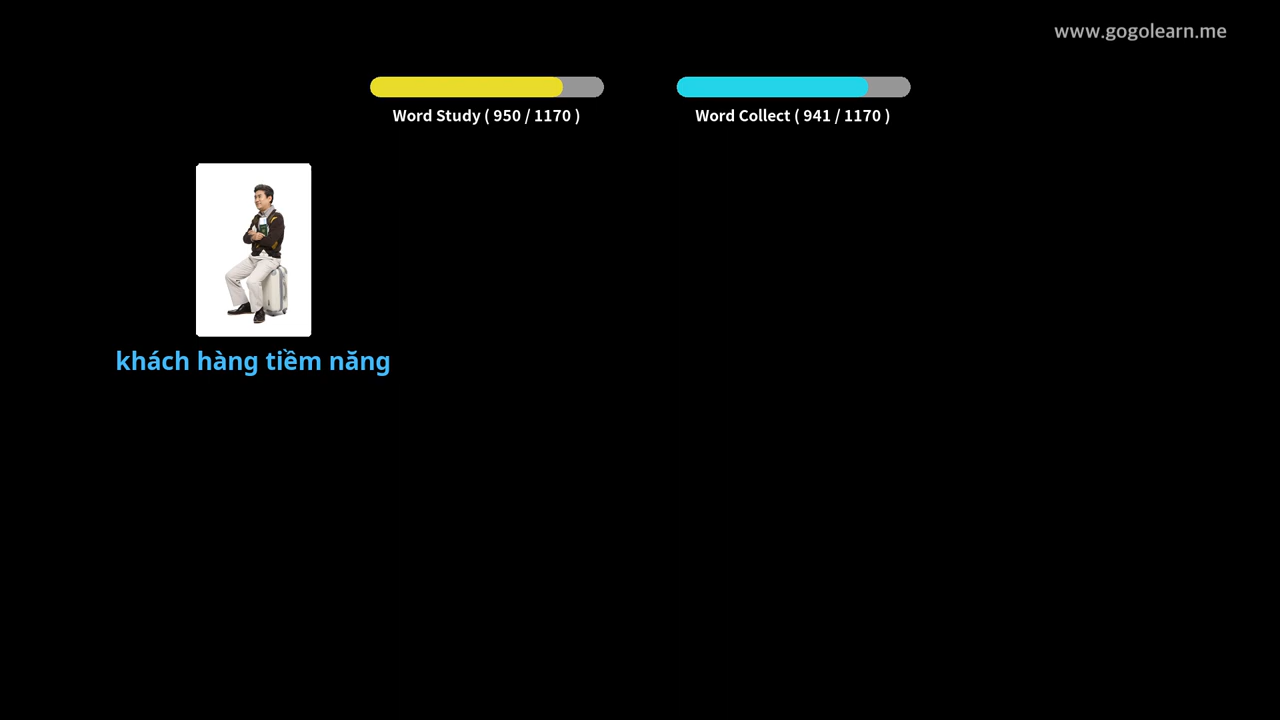 www.gogolearn.me
Word Study ( 950 / 1170 )
Word Collect ( 941 / 1170 )
khách hàng tiềm năng